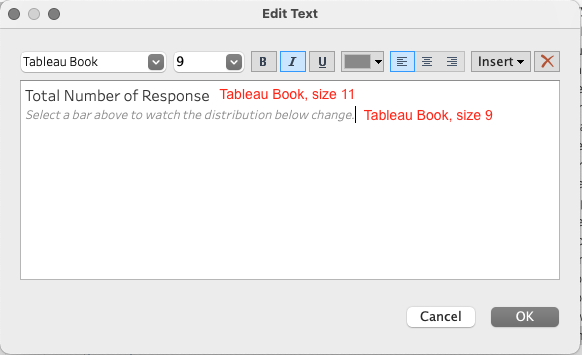 Edit Text
Tableau Book 9 B I U Insert
Total Number of Response Tableau Book, size 11
Select a bar above to watch the distribution below change. Tableau Book, size 9
Cancel OK